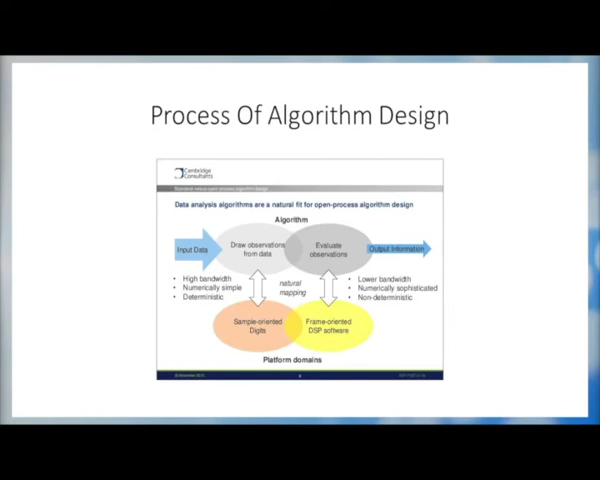 Process Of Algorithm Design
Cambridge
Consultants
Data analysis algorithms are a natural fit for open-process algorithm design
Algorithm
Input Data
Draw observations
from data
Evaluate
observations
Output Information
• High bandwidth
• Numerically simple
• Deterministic
natural
mapping
• Lower bandwidth
• Numerically sophisticated
• Non-deterministic
Sample-oriented
Digits
Frame-oriented
DSP software
Platform domains